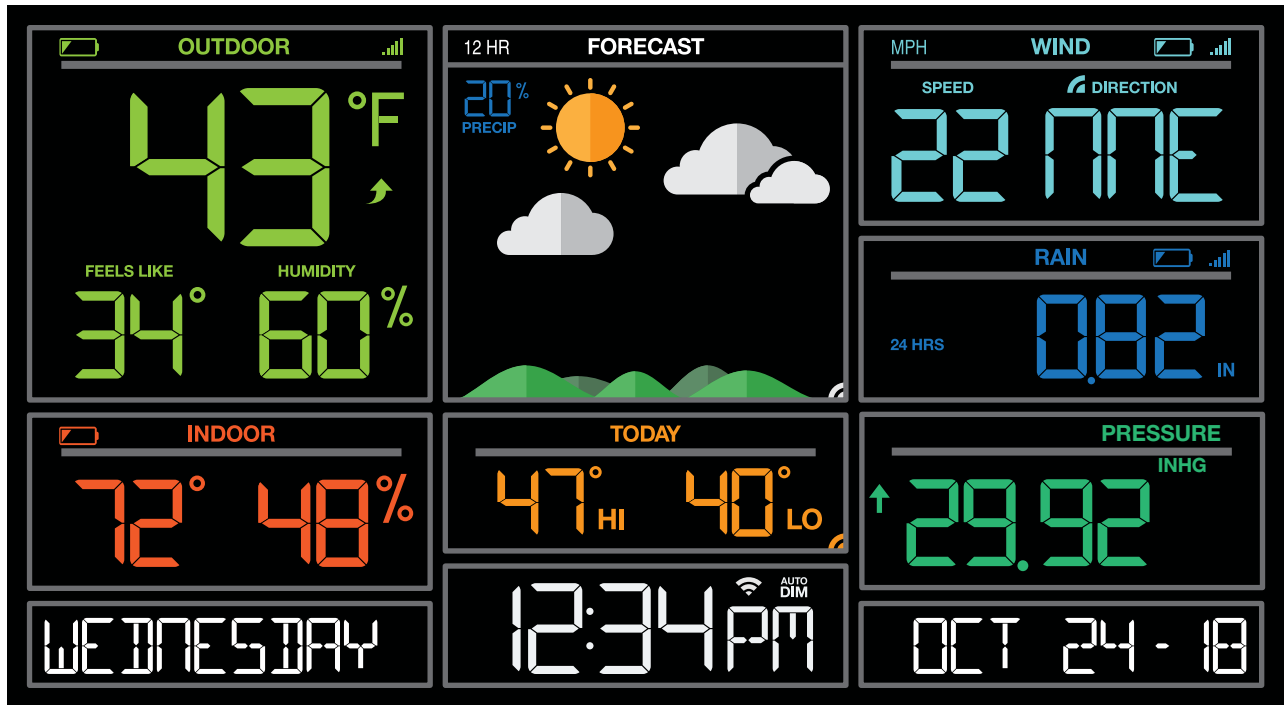 OUTDOOR
43°F
FEELS LIKE HUMIDITY
34° 60%
12 HR FORECAST
20%
PRECIP
MPH WIND
SPEED DIRECTION
22 NNE
RAIN
24 HRS 0.82 IN
INDOOR
72° 48%
TODAY
47° HI 40° LO
PRESSURE
INHG
29.92
WEDNESDAY
AUTO
DIM
12:34 PM
OCT 24 - 18